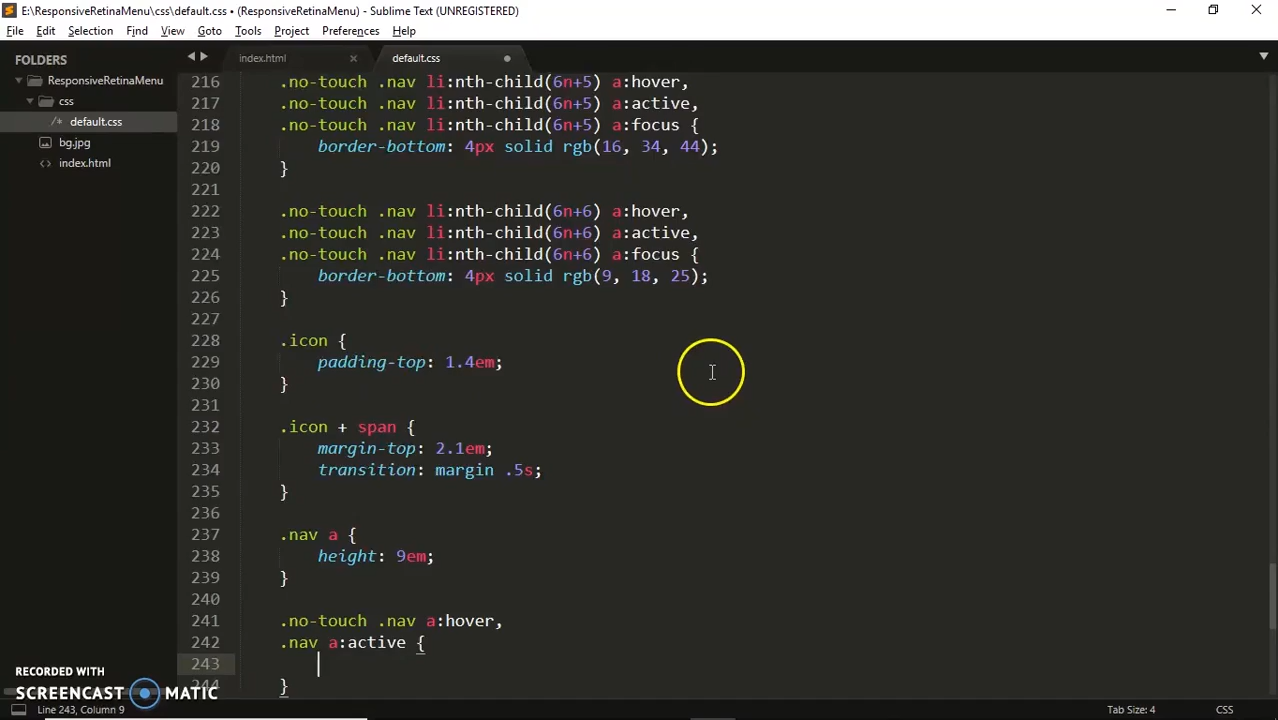 E:\ResponsiveRetinaMenu\css\default.css • (ResponsiveRetinaMenu) - Sublime Text (UNREGISTERED)
File Edit Selection Find View Goto Tools Project Preferences Help
FOLDERS
ResponsiveRetinaMenu
css
/* default.css
bg.jpg
<> index.html
index.html × default.css
216 .no-touch .nav li:nth-child(6n+5) a:hover,
217 .no-touch .nav li:nth-child(6n+5) a:active,
218 .no-touch .nav li:nth-child(6n+5) a:focus {
219 border-bottom: 4px solid rgb(16, 34, 44);
220 }
221
222 .no-touch .nav li:nth-child(6n+6) a:hover,
223 .no-touch .nav li:nth-child(6n+6) a:active,
224 .no-touch .nav li:nth-child(6n+6) a:focus {
225 border-bottom: 4px solid rgb(9, 18, 25);
226 }
227
228 .icon {
229 padding-top: 1.4em;
230 }
231
232 .icon + span {
233 margin-top: 2.1em;
234 transition: margin .5s;
235 }
236
237 .nav a {
238 height: 9em;
239 }
240
241 .no-touch .nav a:hover,
242 .nav a:active {
243
244 }
RECORDED WITH
SCREENCAST MATIC
Line 243, Column 9
Tab Size: 4
CSS